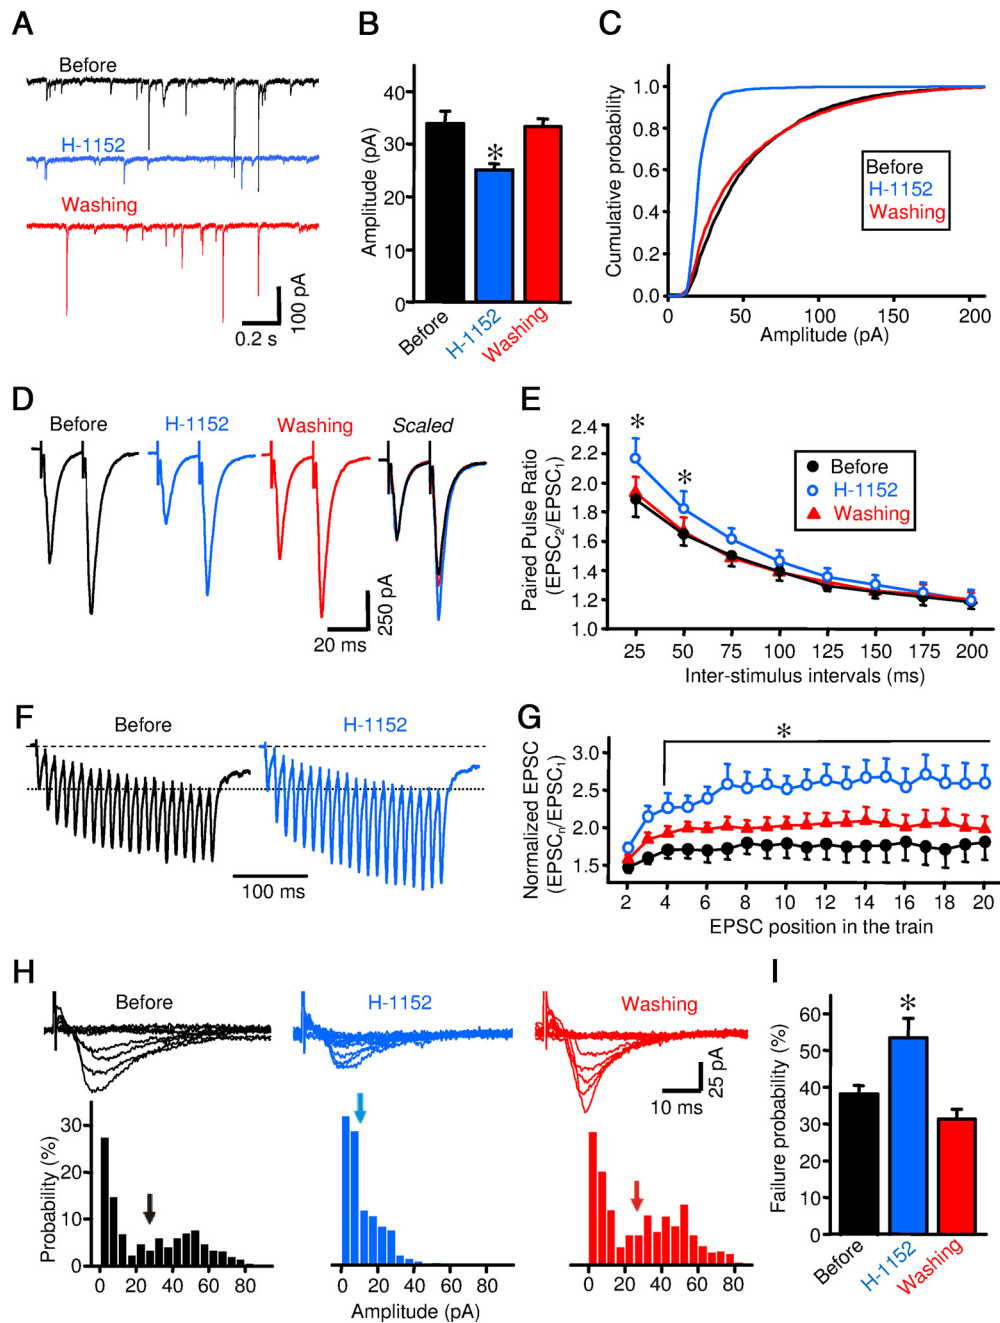 A
Before
H-1152
Washing
100 pA
0.2 s
B
Amplitude (pA)
40
30
20
10
0
*
Before
H-1152
Washing
C
Cumulative probability
1.0
0.8
0.6
0.4
0.2
0.0
0
50
100
150
200
Amplitude (pA)
Before
H-1152
Washing
D
Before
H-1152
Washing
Scaled
250 pA
20 ms
E
Paired Pulse Ratio
(EPSC2/EPSC1)
2.4
2.2
2.0
1.8
1.6
1.4
1.2
1.0
*
*
Before
H-1152
Washing
25
50
75
100
125
150
175
200
Inter-stimulus intervals (ms)
F
Before
H-1152
100 ms
G
Normalized EPSC
(EPSCn/EPSC1)
3.0
2.5
2.0
1.5
*
2
4
6
8
10
12
14
16
18
20
EPSC position in the train
H
Before
H-1152
Washing
25 pA
10 ms
Probability (%)
30
20
10
0
0 20 40 60 80
0 20 40 60 80
0 20 40 60 80
Amplitude (pA)
I
Failure probability (%)
60
50
40
30
20
10
0
*
Before
H-1152
Washing